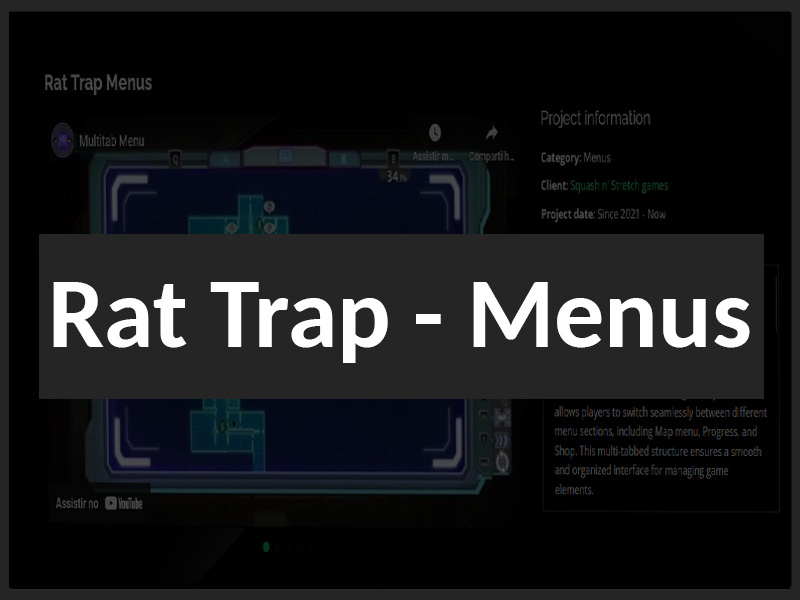 Rat Trap Menus
Multitab Menu
Assistir m...
Compartilh...
Q
E
34%
Project information
Category: Menus
Client: Squash n' Stretch games
Project date: Since 2021 - Now
Rat Trap - Menus
allows players to switch seamlessly between different
menu sections, including Map menu, Progress, and
Shop. This multi-tabbed structure ensures a smooth
and organized interface for managing game
elements.
Assistir no YouTube